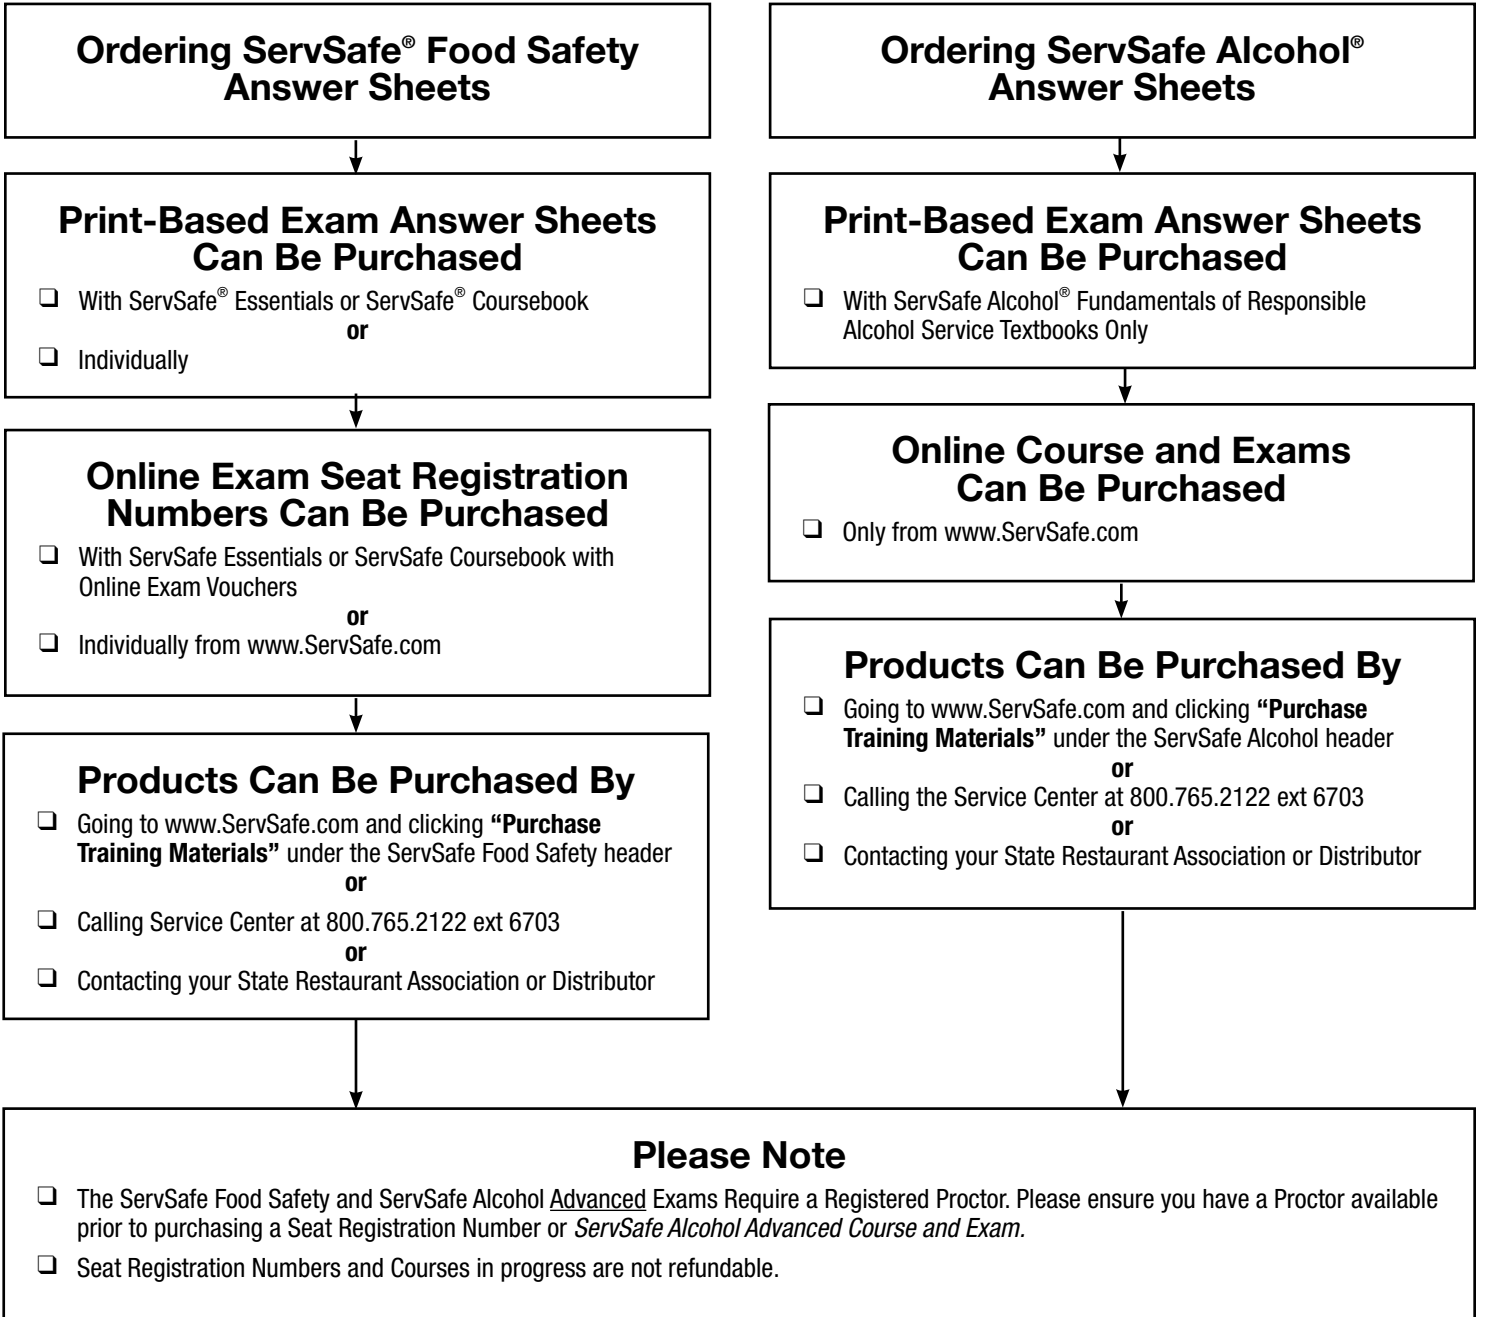 Ordering ServSafe® Food Safety
Answer Sheets
Print-Based Exam Answer Sheets
Can Be Purchased
❑ With ServSafe® Essentials or ServSafe® Coursebook
or
❑ Individually
Online Exam Seat Registration
Numbers Can Be Purchased
❑ With ServSafe Essentials or ServSafe Coursebook with
Online Exam Vouchers
or
❑ Individually from www.ServSafe.com
Products Can Be Purchased By
❑ Going to www.ServSafe.com and clicking “Purchase
Training Materials” under the ServSafe Food Safety header
or
❑ Calling Service Center at 800.765.2122 ext 6703
or
❑ Contacting your State Restaurant Association or Distributor
Ordering ServSafe Alcohol®
Answer Sheets
Print-Based Exam Answer Sheets
Can Be Purchased
❑ With ServSafe Alcohol® Fundamentals of Responsible
Alcohol Service Textbooks Only
Online Course and Exams
Can Be Purchased
❑ Only from www.ServSafe.com
Products Can Be Purchased By
❑ Going to www.ServSafe.com and clicking “Purchase
Training Materials” under the ServSafe Alcohol header
or
❑ Calling the Service Center at 800.765.2122 ext 6703
or
❑ Contacting your State Restaurant Association or Distributor
Please Note
❑ The ServSafe Food Safety and ServSafe Alcohol Advanced Exams Require a Registered Proctor. Please ensure you have a Proctor available
prior to purchasing a Seat Registration Number or ServSafe Alcohol Advanced Course and Exam.
❑ Seat Registration Numbers and Courses in progress are not refundable.